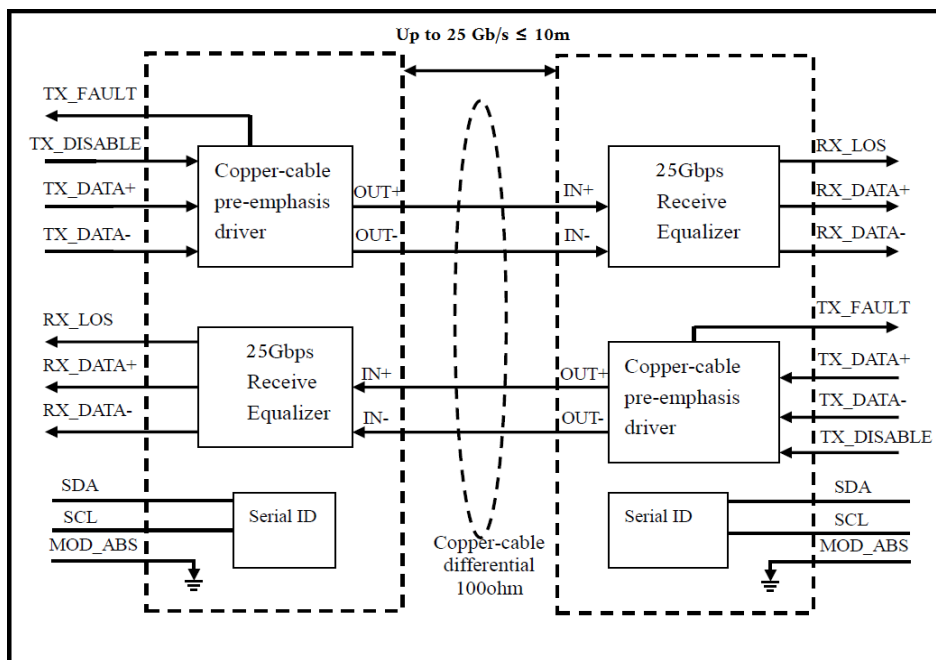 Up to 25 Gb/s ≤ 10m
TX_FAULT
TX_DISABLE
TX_DATA+
TX_DATA-
Copper-cable
pre-emphasis
driver
OUT+
OUT-
IN+
IN-
25Gbps
Receive
Equalizer
RX_LOS
RX_DATA+
RX_DATA-
RX_LOS
RX_DATA+
RX_DATA-
25Gbps
Receive
Equalizer
IN+
IN-
OUT+
OUT-
Copper-cable
pre-emphasis
driver
TX_FAULT
TX_DATA+
TX_DATA-
TX_DISABLE
SDA
SCL
MOD_ABS
Serial ID
Copper-cable
differential
100ohm
Serial ID
SDA
SCL
MOD_ABS